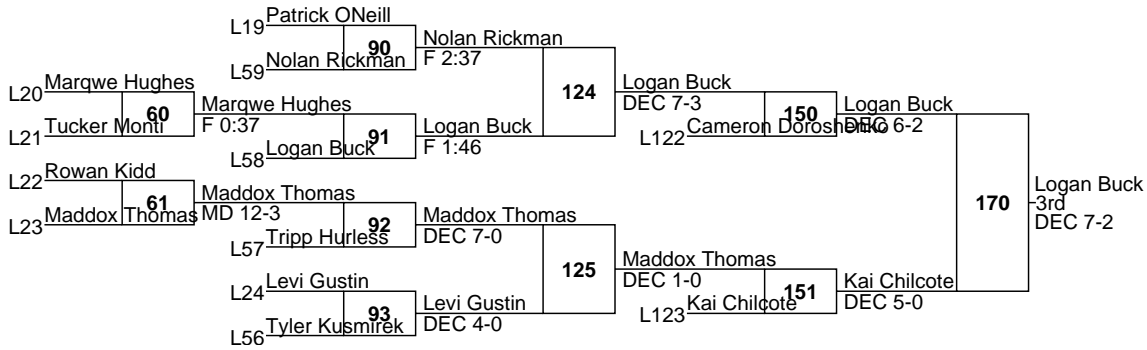 Patrick ONeill
L19
90
Nolan Rickman
F 2:37
Nolan Rickman
L59
Marqwe Hughes
L20
60
Marqwe Hughes
F 0:37
Tucker Monti
L21
91
Logan Buck
F 1:46
Logan Buck
L58
124
Logan Buck
DEC 7-3
150
Logan Buck
DEC 6-2
Cameron Doroshenko
L122
Rowan Kidd
L22
61
Maddox Thomas
MD 12-3
Maddox Thomas
L23
92
Maddox Thomas
DEC 7-0
Tripp Hurless
L57
125
Maddox Thomas
DEC 1-0
Levi Gustin
L24
93
Levi Gustin
DEC 4-0
Tyler Kusmirek
L56
151
Kai Chilcote
DEC 5-0
Kai Chilcote
L123
170
Logan Buck
3rd
DEC 7-2